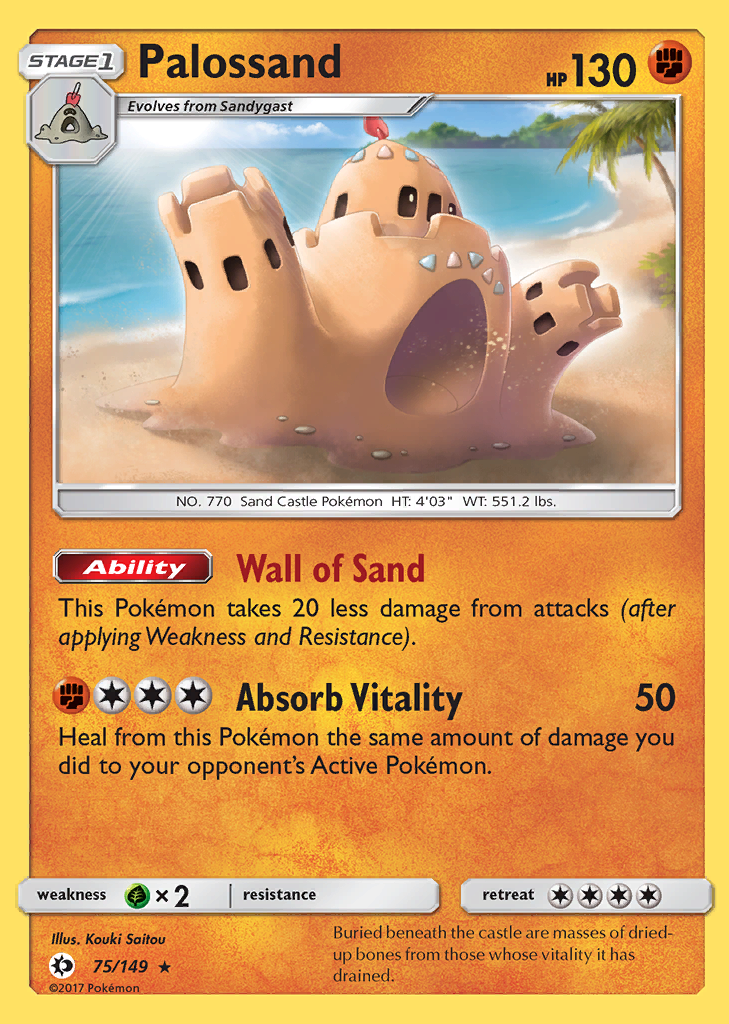 STAGE1
Palossand
HP 130
Evolves from Sandygast
NO. 770 Sand Castle Pokémon HT: 4'03" WT: 551.2 lbs.
Ability Wall of Sand
This Pokémon takes 20 less damage from attacks (after
applying Weakness and Resistance).
Absorb Vitality 50
Heal from this Pokémon the same amount of damage you
did to your opponent's Active Pokémon.
weakness ×2 resistance retreat
Illus. Kouki Saitou
75/149 ★
©2017 Pokémon
Buried beneath the castle are masses of dried-
up bones from those whose vitality it has
drained.